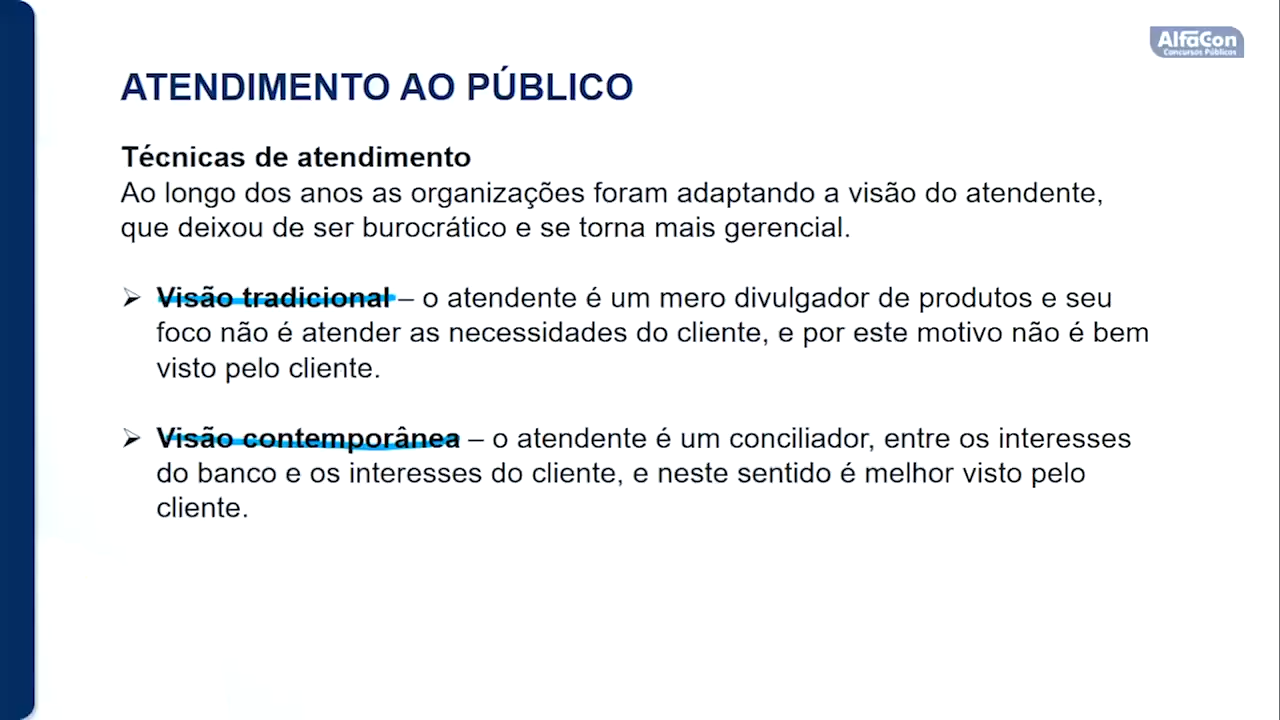 AlfaCon
Concursos Públicos
ATENDIMENTO AO PÚBLICO
Técnicas de atendimento
Ao longo dos anos as organizações foram adaptando a visão do atendente,
que deixou de ser burocrático e se torna mais gerencial.
➢ Visão tradicional – o atendente é um mero divulgador de produtos e seu
foco não é atender as necessidades do cliente, e por este motivo não é bem
visto pelo cliente.
➢ Visão contemporânea – o atendente é um conciliador, entre os interesses
do banco e os interesses do cliente, e neste sentido é melhor visto pelo
cliente.